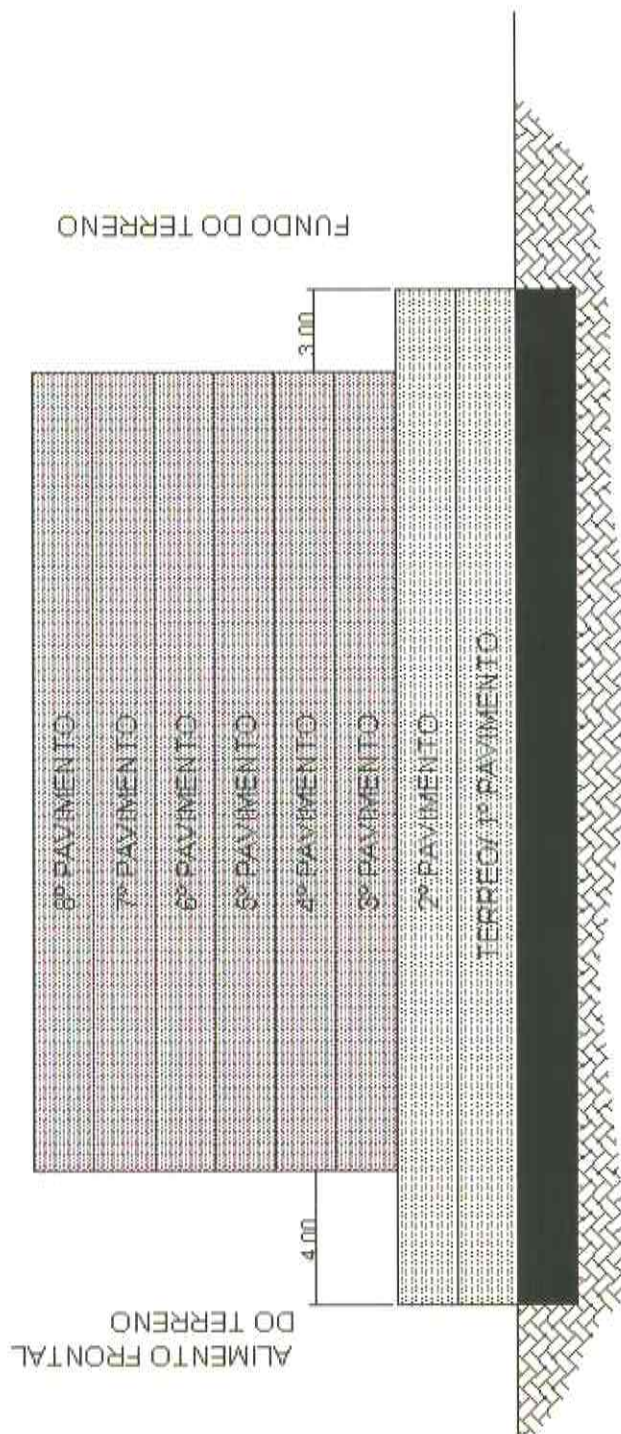 ALIMENTO FRONTAL
DO TERRENO
FUNDO DO TERRENO
4.00
3.00
8º PAVIMENTO
7º PAVIMENTO
6º PAVIMENTO
5º PAVIMENTO
4º PAVIMENTO
3º PAVIMENTO
2º PAVIMENTO
TERREO/ 1º PAVIMENTO